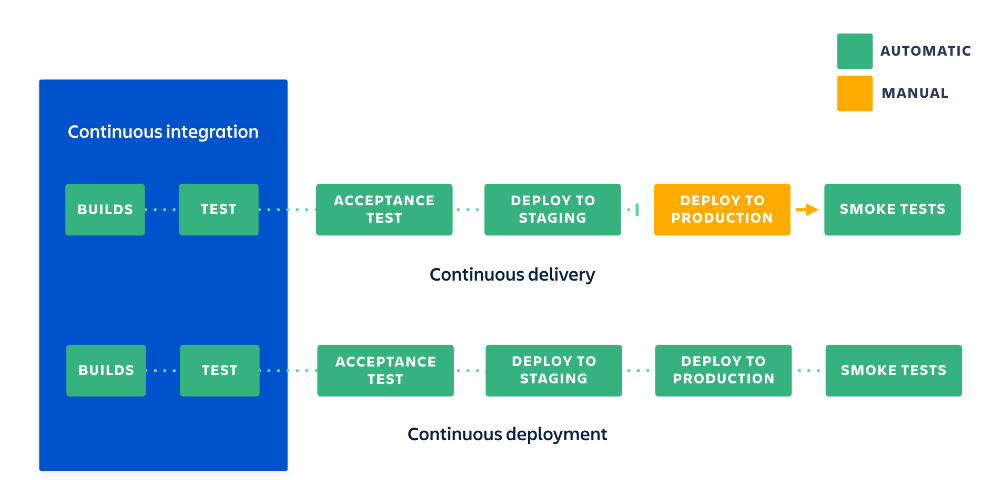 AUTOMATIC
MANUAL
Continuous integration
BUILDS
TEST
ACCEPTANCE
TEST
DEPLOY TO
STAGING
DEPLOY TO
PRODUCTION
SMOKE TESTS
Continuous delivery
BUILDS
TEST
ACCEPTANCE
TEST
DEPLOY TO
STAGING
DEPLOY TO
PRODUCTION
SMOKE TESTS
Continuous deployment